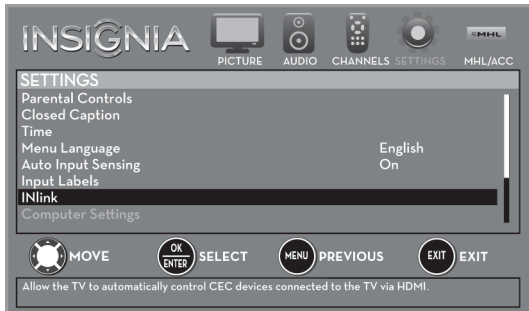 INSIGNIA
PICTURE AUDIO CHANNELS SETTINGS MHL/ACC
MHL
SETTINGS
Parental Controls
Closed Caption
Time
Menu Language English
Auto Input Sensing On
Input Labels
INlink
Computer Settings
MOVE OK ENTER SELECT MENU PREVIOUS EXIT EXIT
Allow the TV to automatically control CEC devices connected to the TV via HDMI.